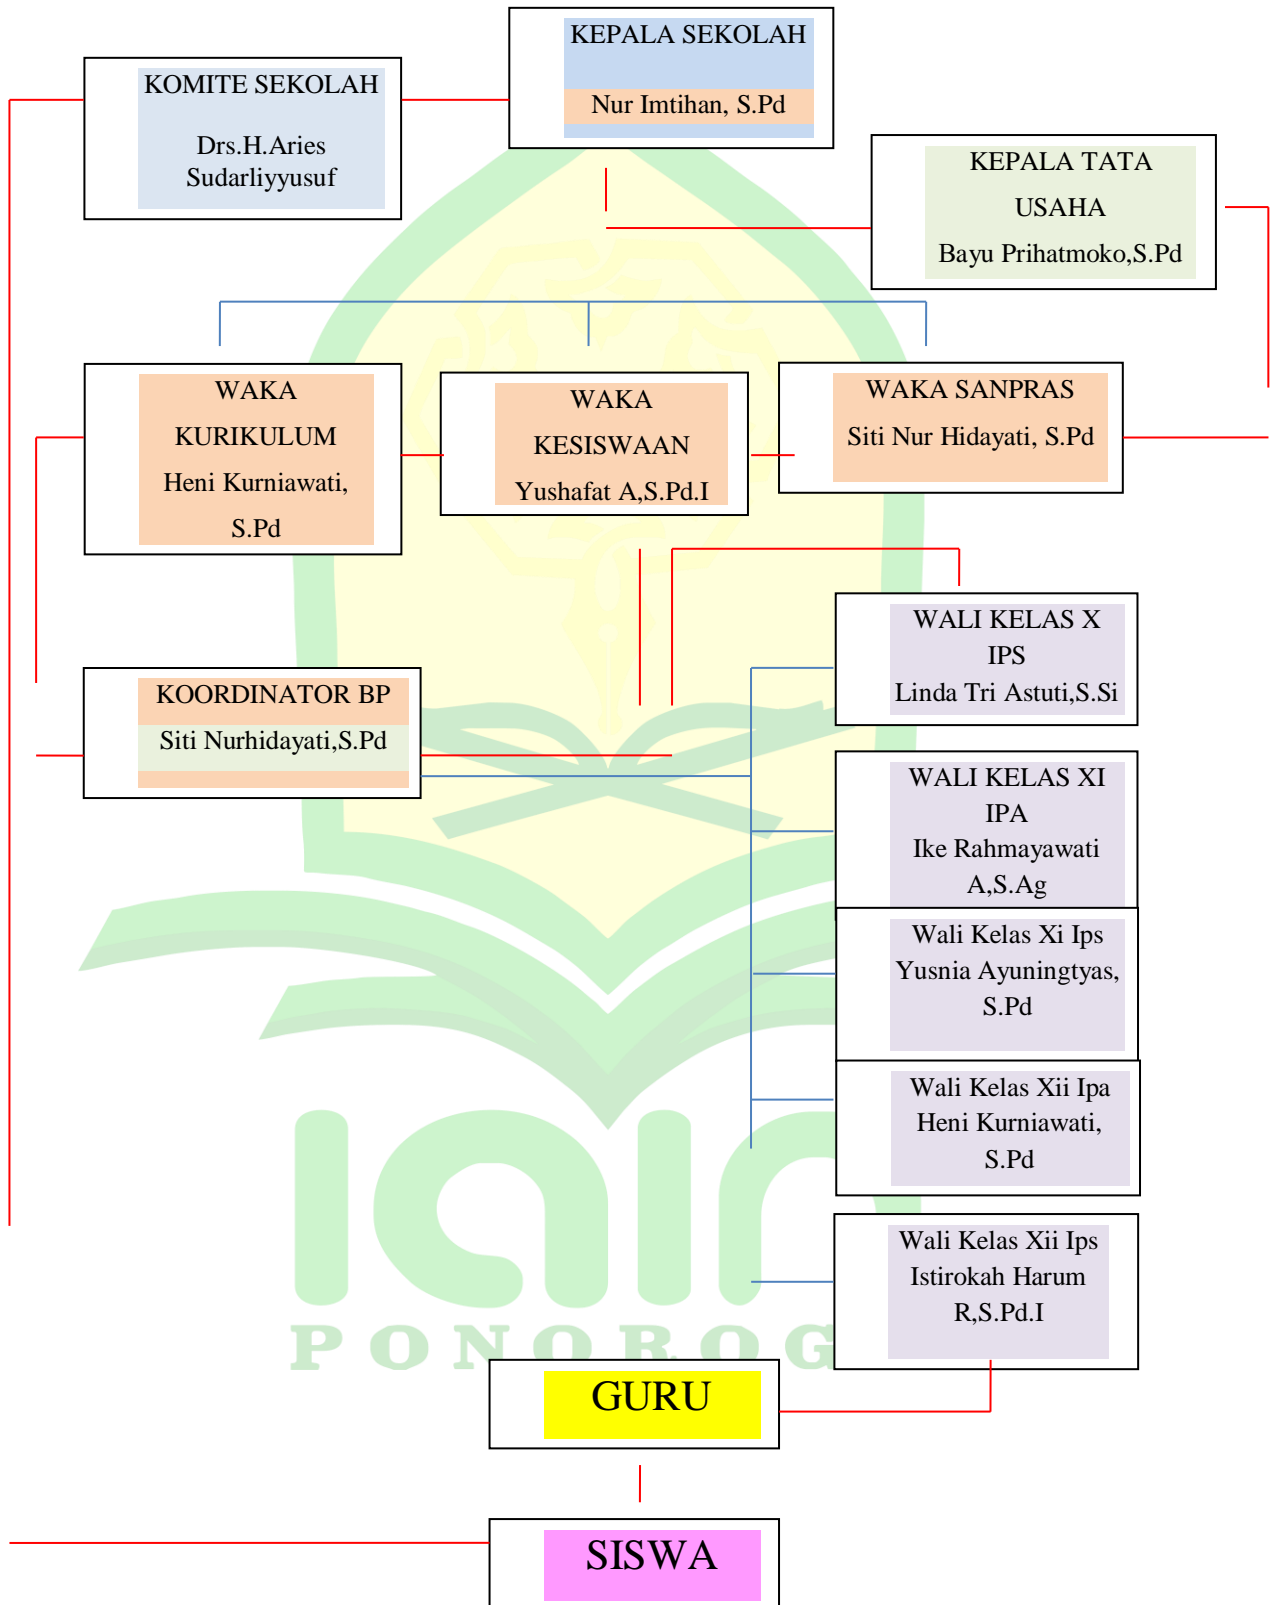 KEPALA SEKOLAH
Nur Imtihan, S.Pd
KOMITE SEKOLAH
Drs.H.Aries
Sudarliyyusuf
KEPALA TATA
USAHA
Bayu Prihatmoko,S.Pd
WAKA
KURIKULUM
Heni Kurniawati,
S.Pd
WAKA
KESISWAAN
Yushafat A,S.Pd.I
WAKA SANPRAS
Siti Nur Hidayati, S.Pd
WALI KELAS X
IPS
Linda Tri Astuti,S.Si
KOORDINATOR BP
Siti Nurhidayati,S.Pd
WALI KELAS XI
IPA
Ike Rahmayawati
A,S.Ag
Wali Kelas Xi Ips
Yusnia Ayuningtyas,
S.Pd
Wali Kelas Xii Ipa
Heni Kurniawati,
S.Pd
Wali Kelas Xii Ips
Istirokah Harum
R,S.Pd.I
iain
PONOROG
GURU
SISWA